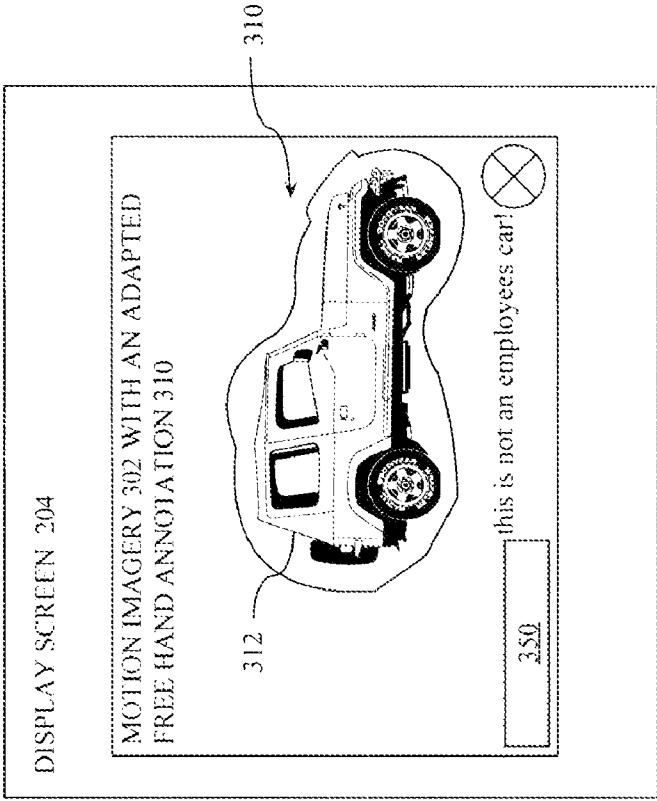 DISPLAY SCREEN 204
MOTION IMAGERY 302 WITH AN ADAPTED
FREE HAND ANNOTATION 310
310
312
this is not an employees car!
350